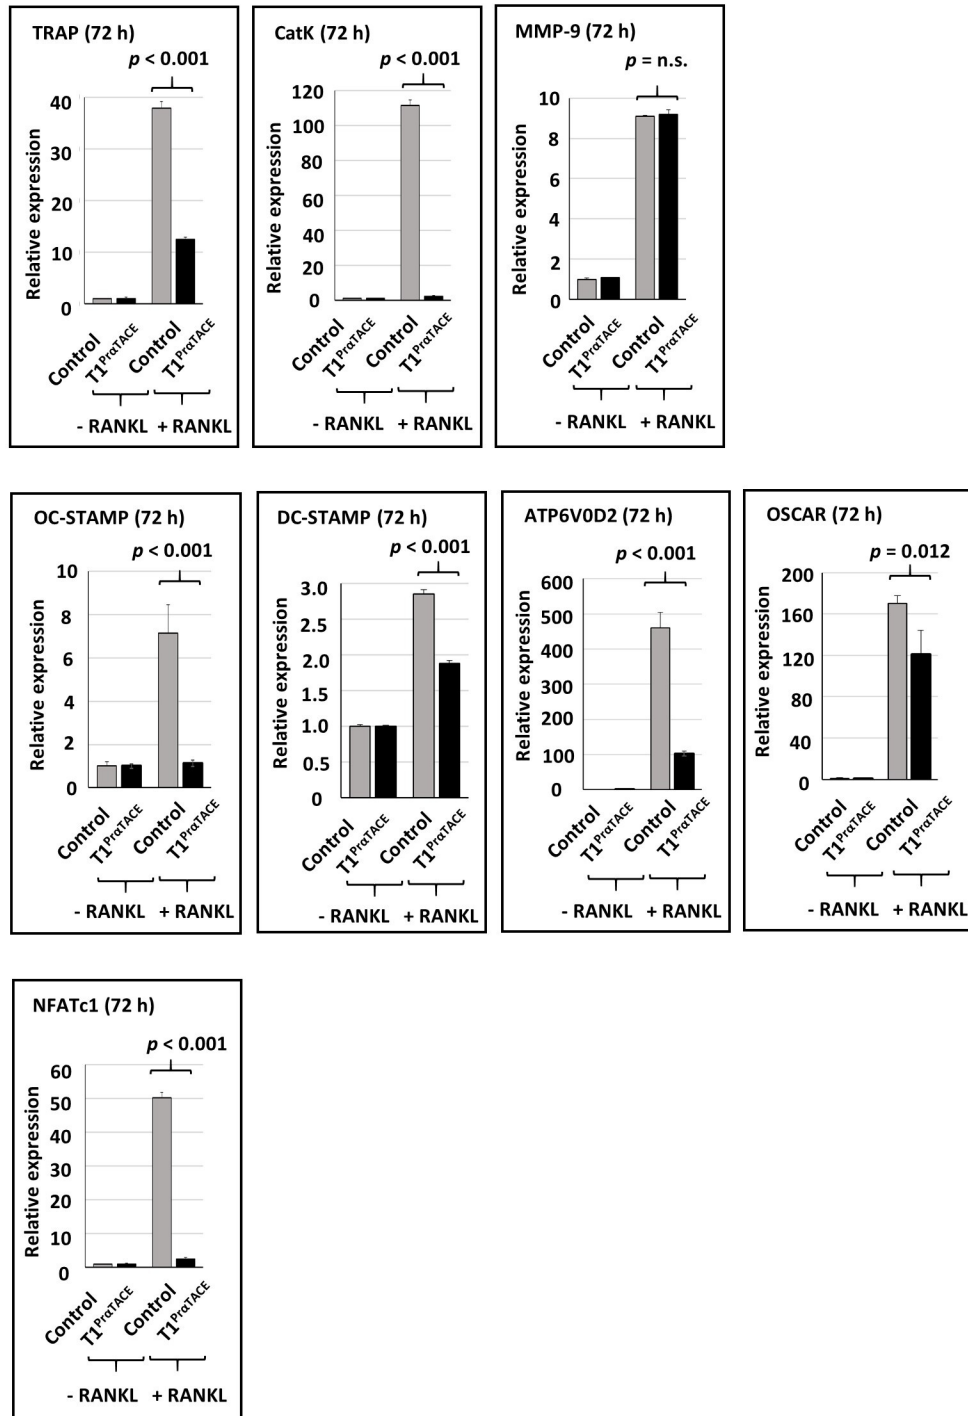 TRAP (72 h)
p < 0.001
Relative expression
40
30
20
10
0
Control
T1PrαTACE
Control
T1PrαTACE
- RANKL + RANKL
CatK (72 h)
p < 0.001
Relative expression
120
100
80
60
40
20
0
Control
T1PrαTACE
Control
T1PrαTACE
- RANKL + RANKL
MMP-9 (72 h)
p = n.s.
Relative expression
10
8
6
4
2
0
Control
T1PrαTACE
Control
T1PrαTACE
- RANKL + RANKL
OC-STAMP (72 h)
p < 0.001
Relative expression
10
8
6
4
2
0
Control
T1PrαTACE
Control
T1PrαTACE
- RANKL + RANKL
DC-STAMP (72 h)
p < 0.001
Relative expression
3.0
2.5
2.0
1.5
1.0
0.5
0
Control
T1PrαTACE
Control
T1PrαTACE
- RANKL + RANKL
ATP6V0D2 (72 h)
p < 0.001
Relative expression
600
500
400
300
200
100
0
Control
T1PrαTACE
Control
T1PrαTACE
- RANKL + RANKL
OSCAR (72 h)
p = 0.012
Relative expression
200
160
120
80
40
0
Control
T1PrαTACE
Control
T1PrαTACE
- RANKL + RANKL
NFATc1 (72 h)
p < 0.001
Relative expression
60
50
40
30
20
10
0
Control
T1PrαTACE
Control
T1PrαTACE
- RANKL + RANKL